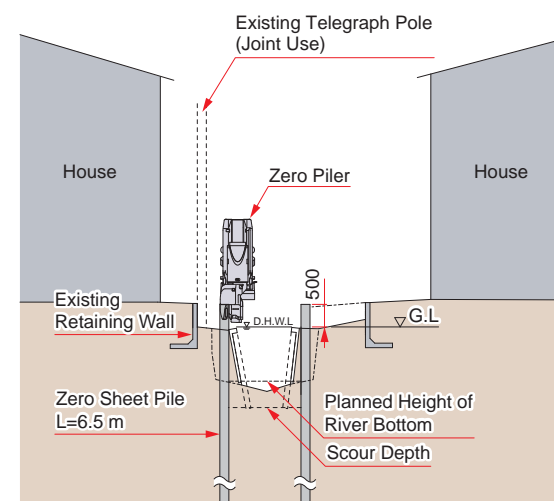 Existing Telegraph Pole
(Joint Use)
House
Zero Piler
House
500
Existing
Retaining Wall
D.H.W.L
G.L
Zero Sheet Pile
L=6.5 m
Planned Height of
River Bottom
Scour Depth